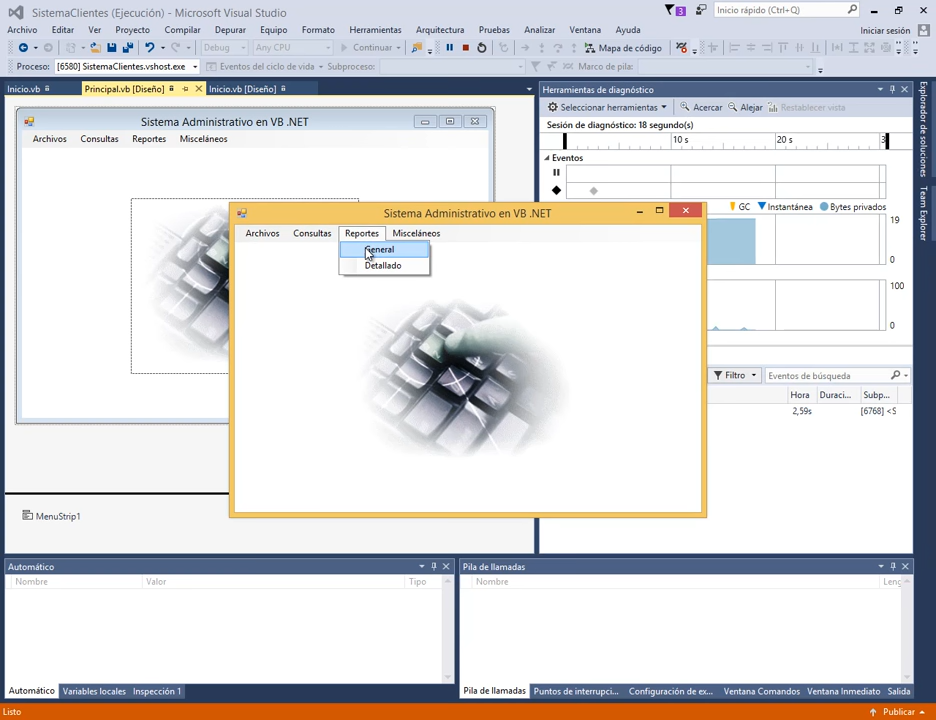 SistemaClientes (Ejecución) - Microsoft Visual Studio
3
Inicio rápido (Ctrl+Q)
Archivo Editar Ver Proyecto Compilar Depurar Equipo Formato Herramientas Arquitectura Pruebas Analizar Ventana Ayuda
Iniciar sesión
Debug Any CPU Continuar Mapa de código
Proceso: [6580] SistemaClientes.vshost.exe Eventos del ciclo de vida Subproceso: Marco de pila:
Inicio.vb Principal.vb [Diseño] Inicio.vb [Diseño]
Sistema Administrativo en VB .NET
Archivos Consultas Reportes Misceláneos
Sistema Administrativo en VB .NET
Archivos Consultas Reportes Misceláneos
General
Detallado
MenuStrip1
Herramientas de diagnóstico
Seleccionar herramientas Acercar Alejar Restablecer vista
Sesión de diagnóstico: 18 segundo(s)
10 s 20 s 3
Eventos
GC Instantánea Bytes privados
19
0
100
0
Filtro Eventos de búsqueda
Hora Duraci... Subp...
2,59s [6768] < S
Explorador de soluciones
Team Explorer
Automático
Nombre Valor Tipo
Automático Variables locales Inspección 1
Pila de llamadas
Nombre Leng
Pila de llamadas Puntos de interrupci... Configuración de ex... Ventana Comandos Ventana Inmediato Salida
Listo
Publicar